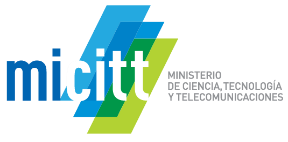 micitt
MINISTERIO
DE CIENCIA, TECNOLOGÍA
Y TELECOMUNICACIONES